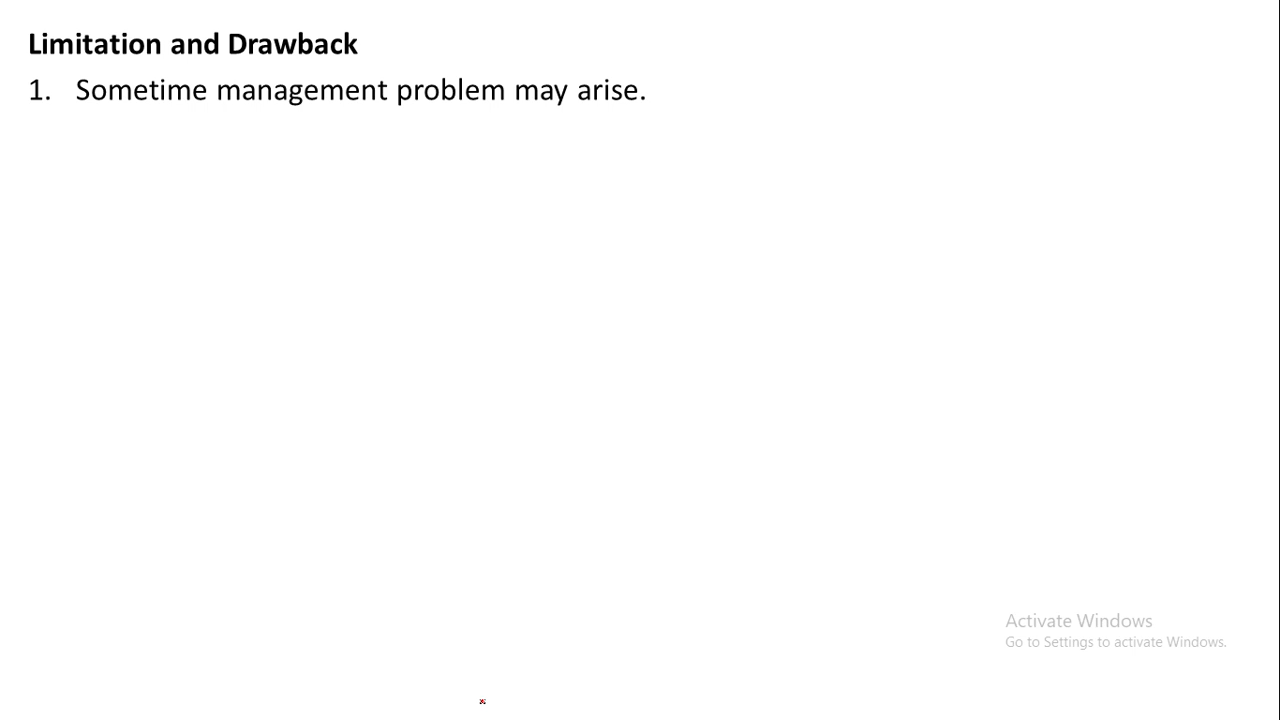 Limitation and Drawback
1. Sometime management problem may arise.
Activate Windows
Go to Settings to activate Windows.